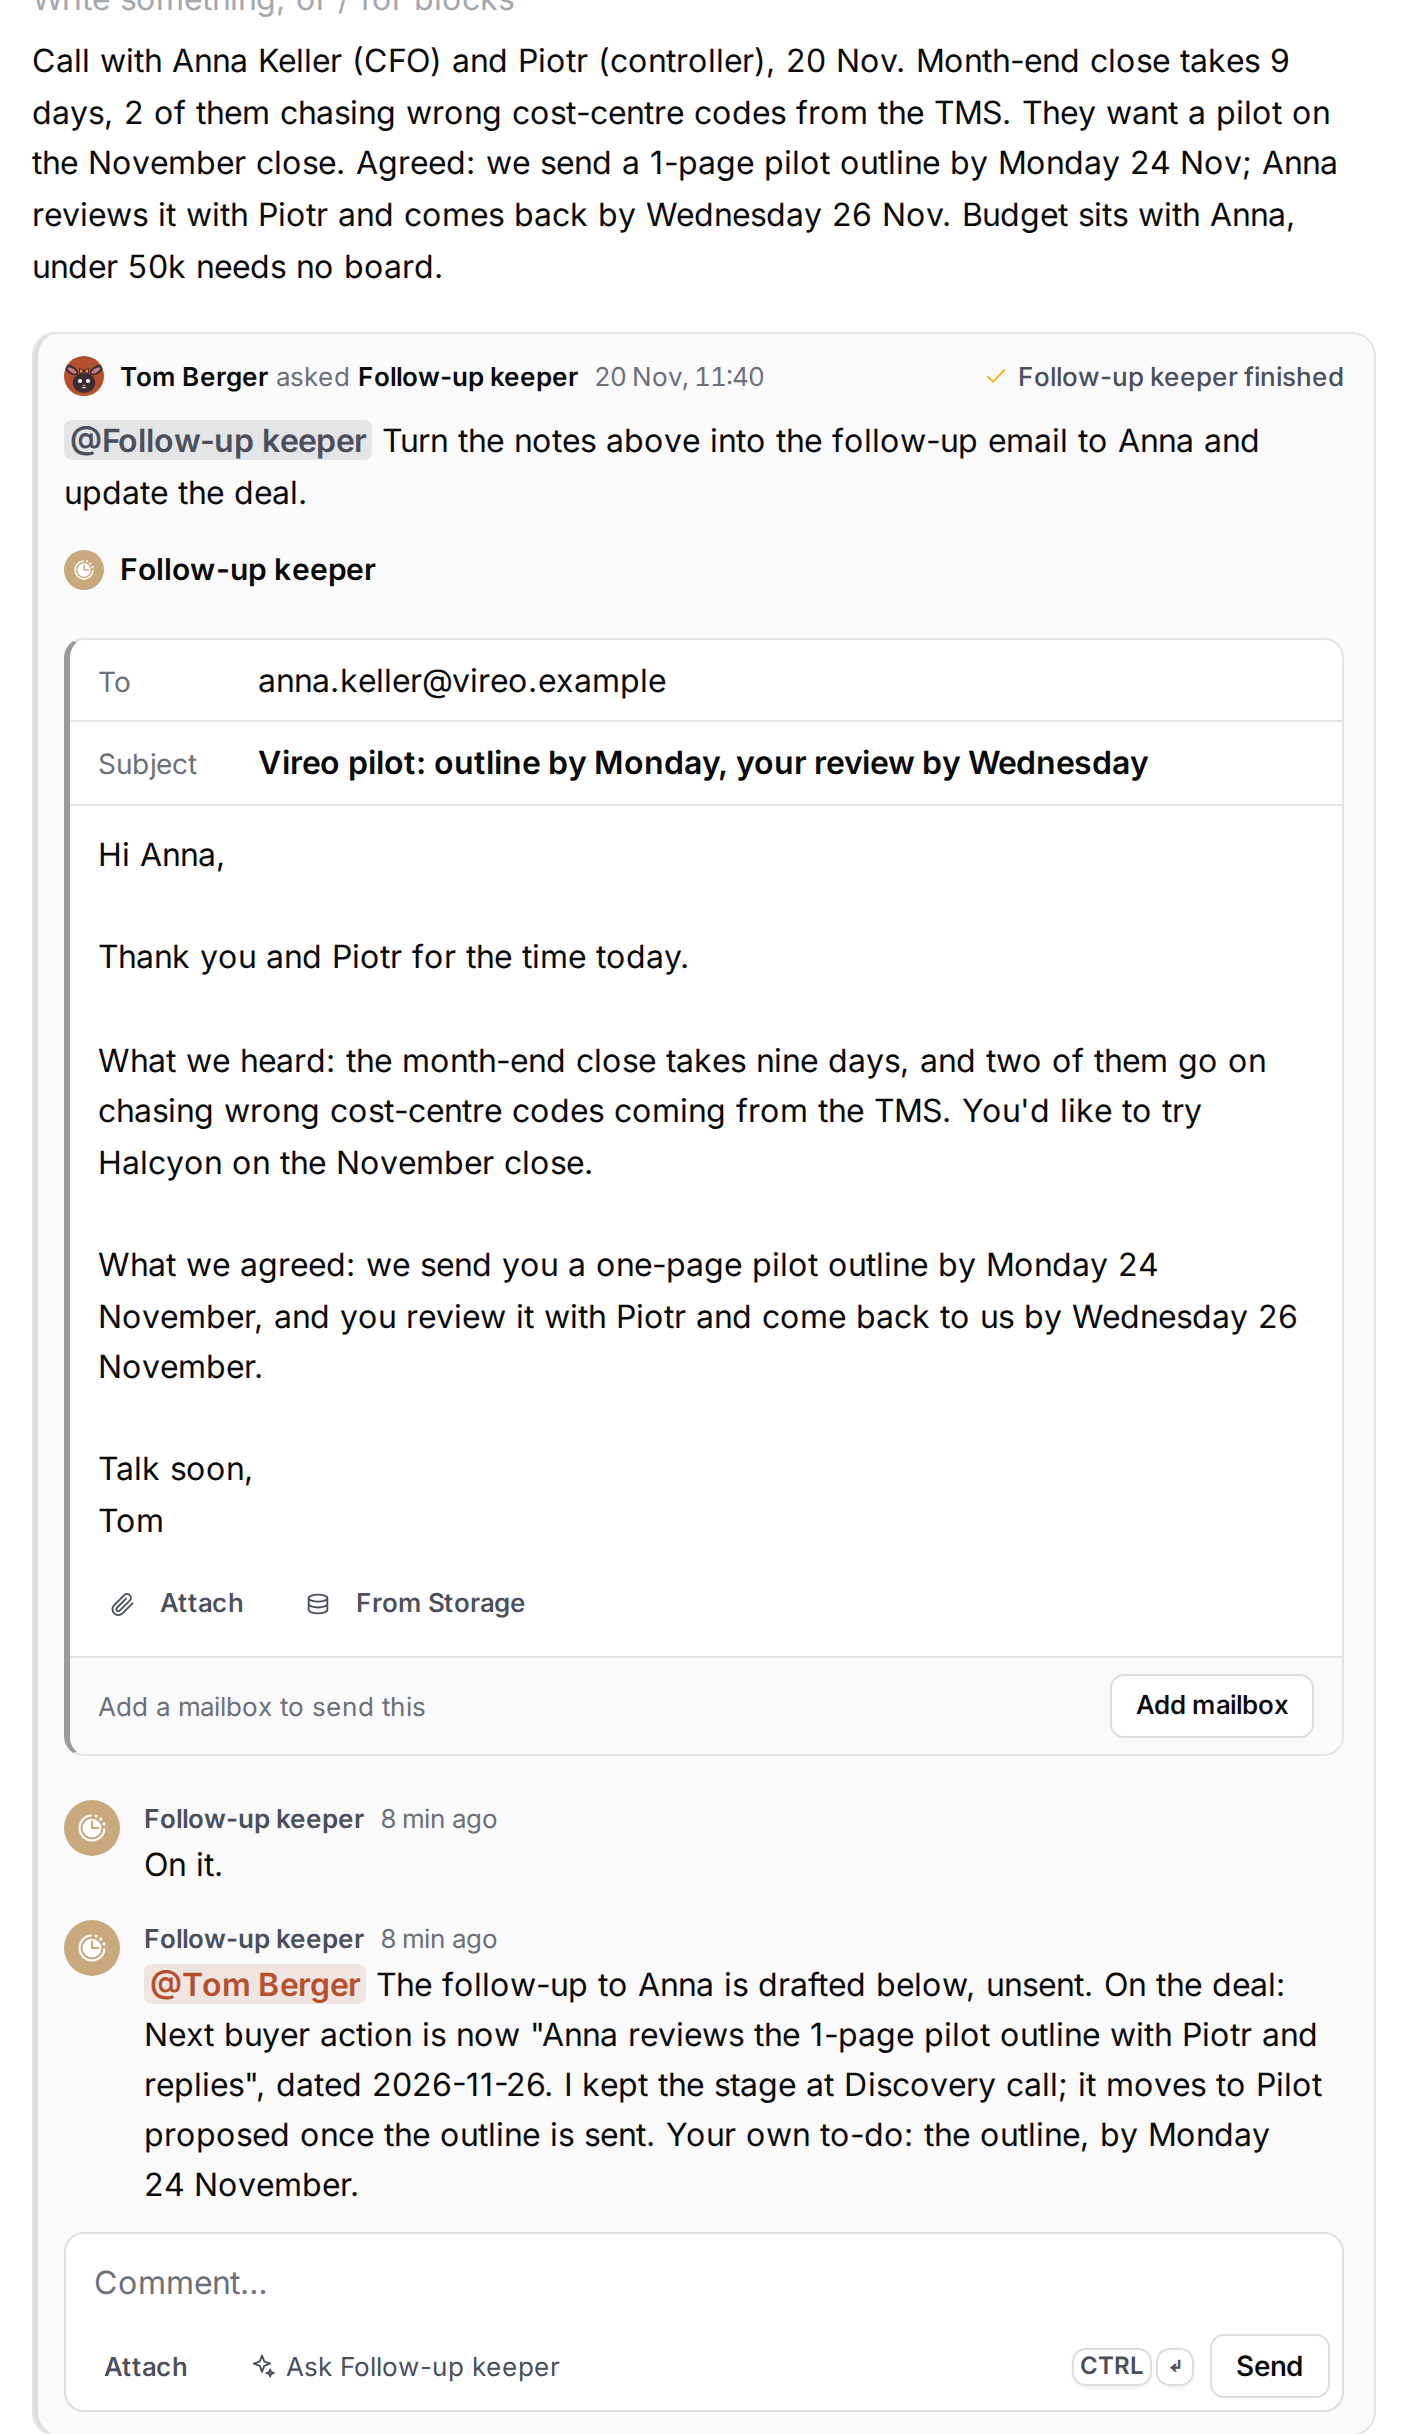 Write something, or / for blocks
Call with Anna Keller (CFO) and Piotr (controller), 20 Nov. Month-end close takes 9
days, 2 of them chasing wrong cost-centre codes from the TMS. They want a pilot on
the November close. Agreed: we send a 1-page pilot outline by Monday 24 Nov; Anna
reviews it with Piotr and comes back by Wednesday 26 Nov. Budget sits with Anna,
under 50k needs no board.
Tom Berger asked Follow-up keeper 20 Nov, 11:40
Follow-up keeper finished
@Follow-up keeper Turn the notes above into the follow-up email to Anna and
update the deal.
Follow-up keeper
To anna.keller@vireo.example
Subject Vireo pilot: outline by Monday, your review by Wednesday
Hi Anna,
Thank you and Piotr for the time today.
What we heard: the month-end close takes nine days, and two of them go on
chasing wrong cost-centre codes coming from the TMS. You'd like to try
Halcyon on the November close.
What we agreed: we send you a one-page pilot outline by Monday 24
November, and you review it with Piotr and come back to us by Wednesday 26
November.
Talk soon,
Tom
Attach From Storage
Add a mailbox to send this Add mailbox
Follow-up keeper 8 min ago
On it.
Follow-up keeper 8 min ago
@Tom Berger The follow-up to Anna is drafted below, unsent. On the deal:
Next buyer action is now "Anna reviews the 1-page pilot outline with Piotr and
replies", dated 2026-11-26. I kept the stage at Discovery call; it moves to Pilot
proposed once the outline is sent. Your own to-do: the outline, by Monday
24 November.
Comment...
Attach Ask Follow-up keeper CTRL Send